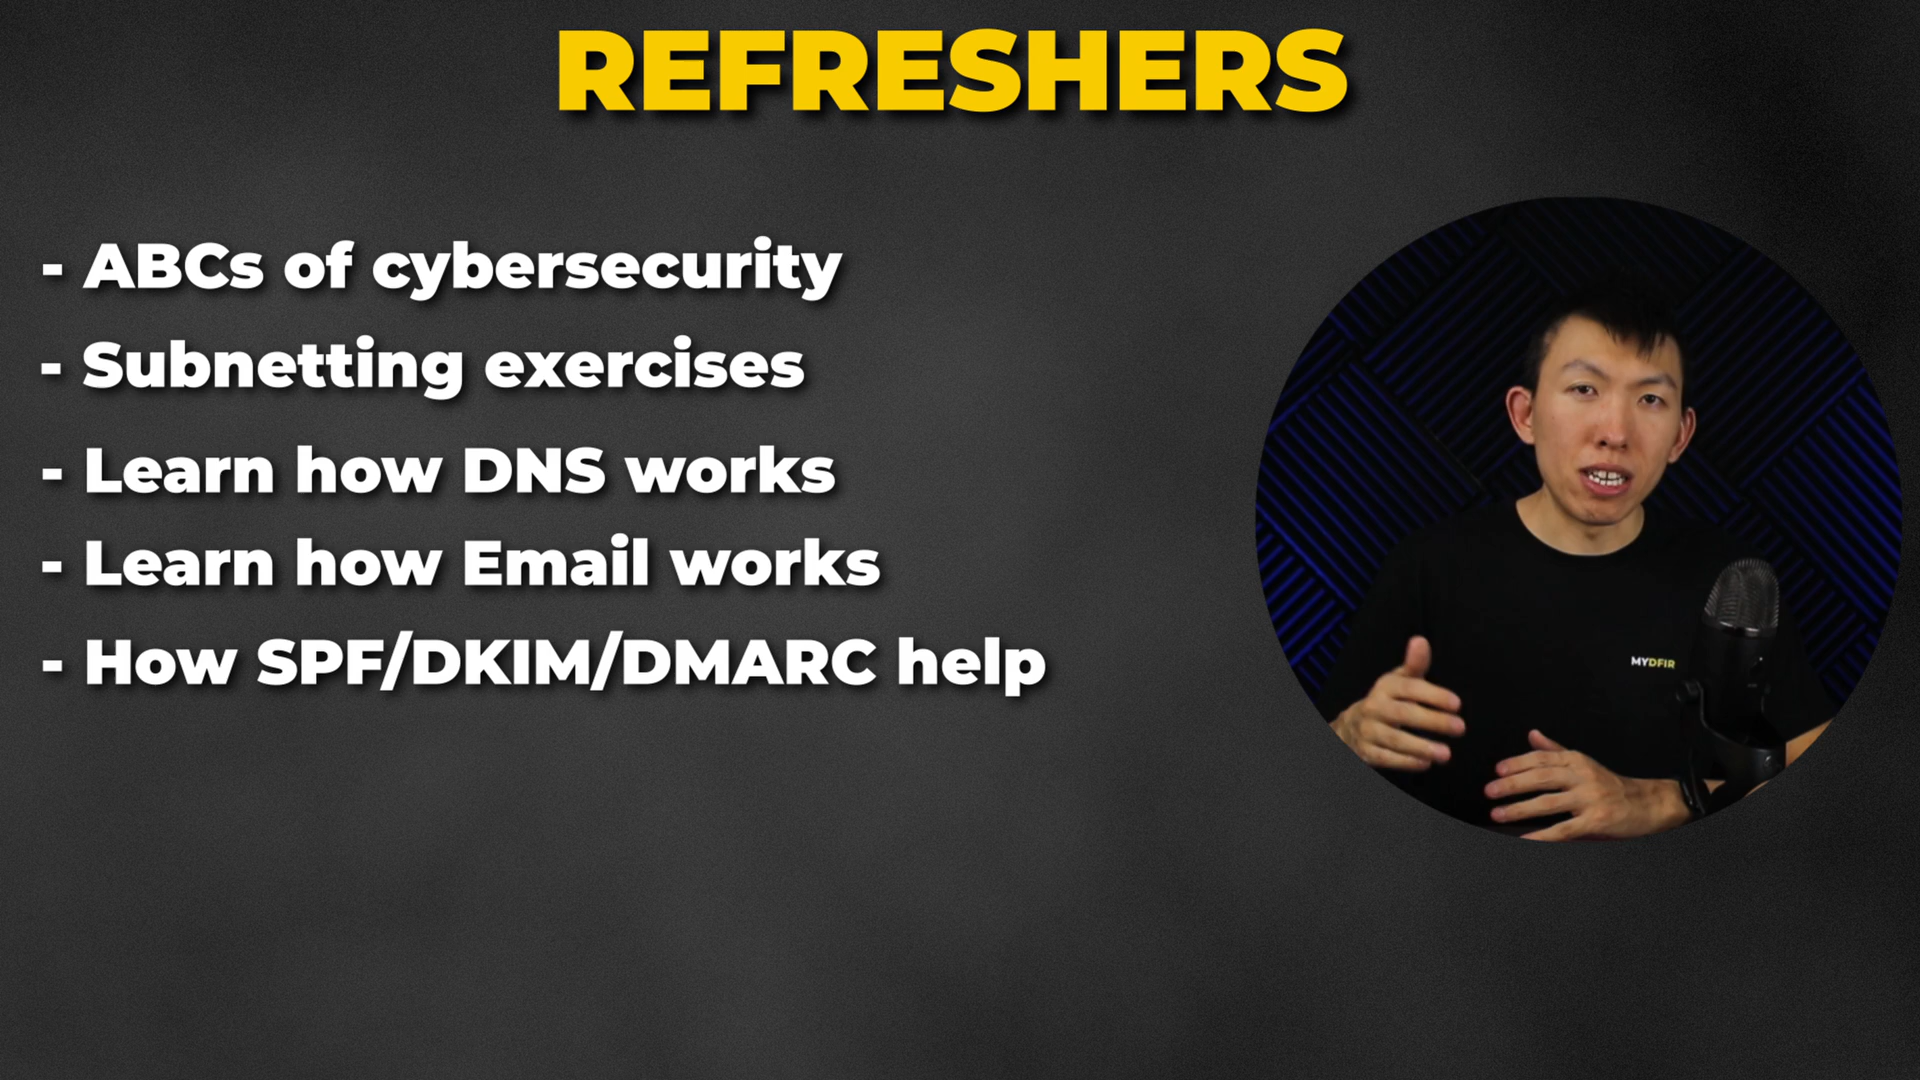 REFRESHERS
- ABCs of cybersecurity
- Subnetting exercises
- Learn how DNS works
- Learn how Email works
- How SPF/DKIM/DMARC help
MYDFIR